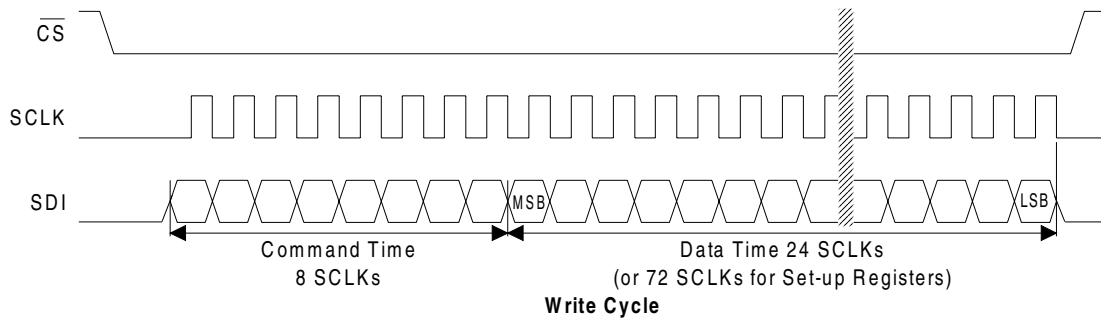 CS
SCLK
SDI
MSB
LSB
Command Time
8 SCLKs
Data Time 24 SCLKs
(or 72 SCLKs for Set-up Registers)
Write Cycle